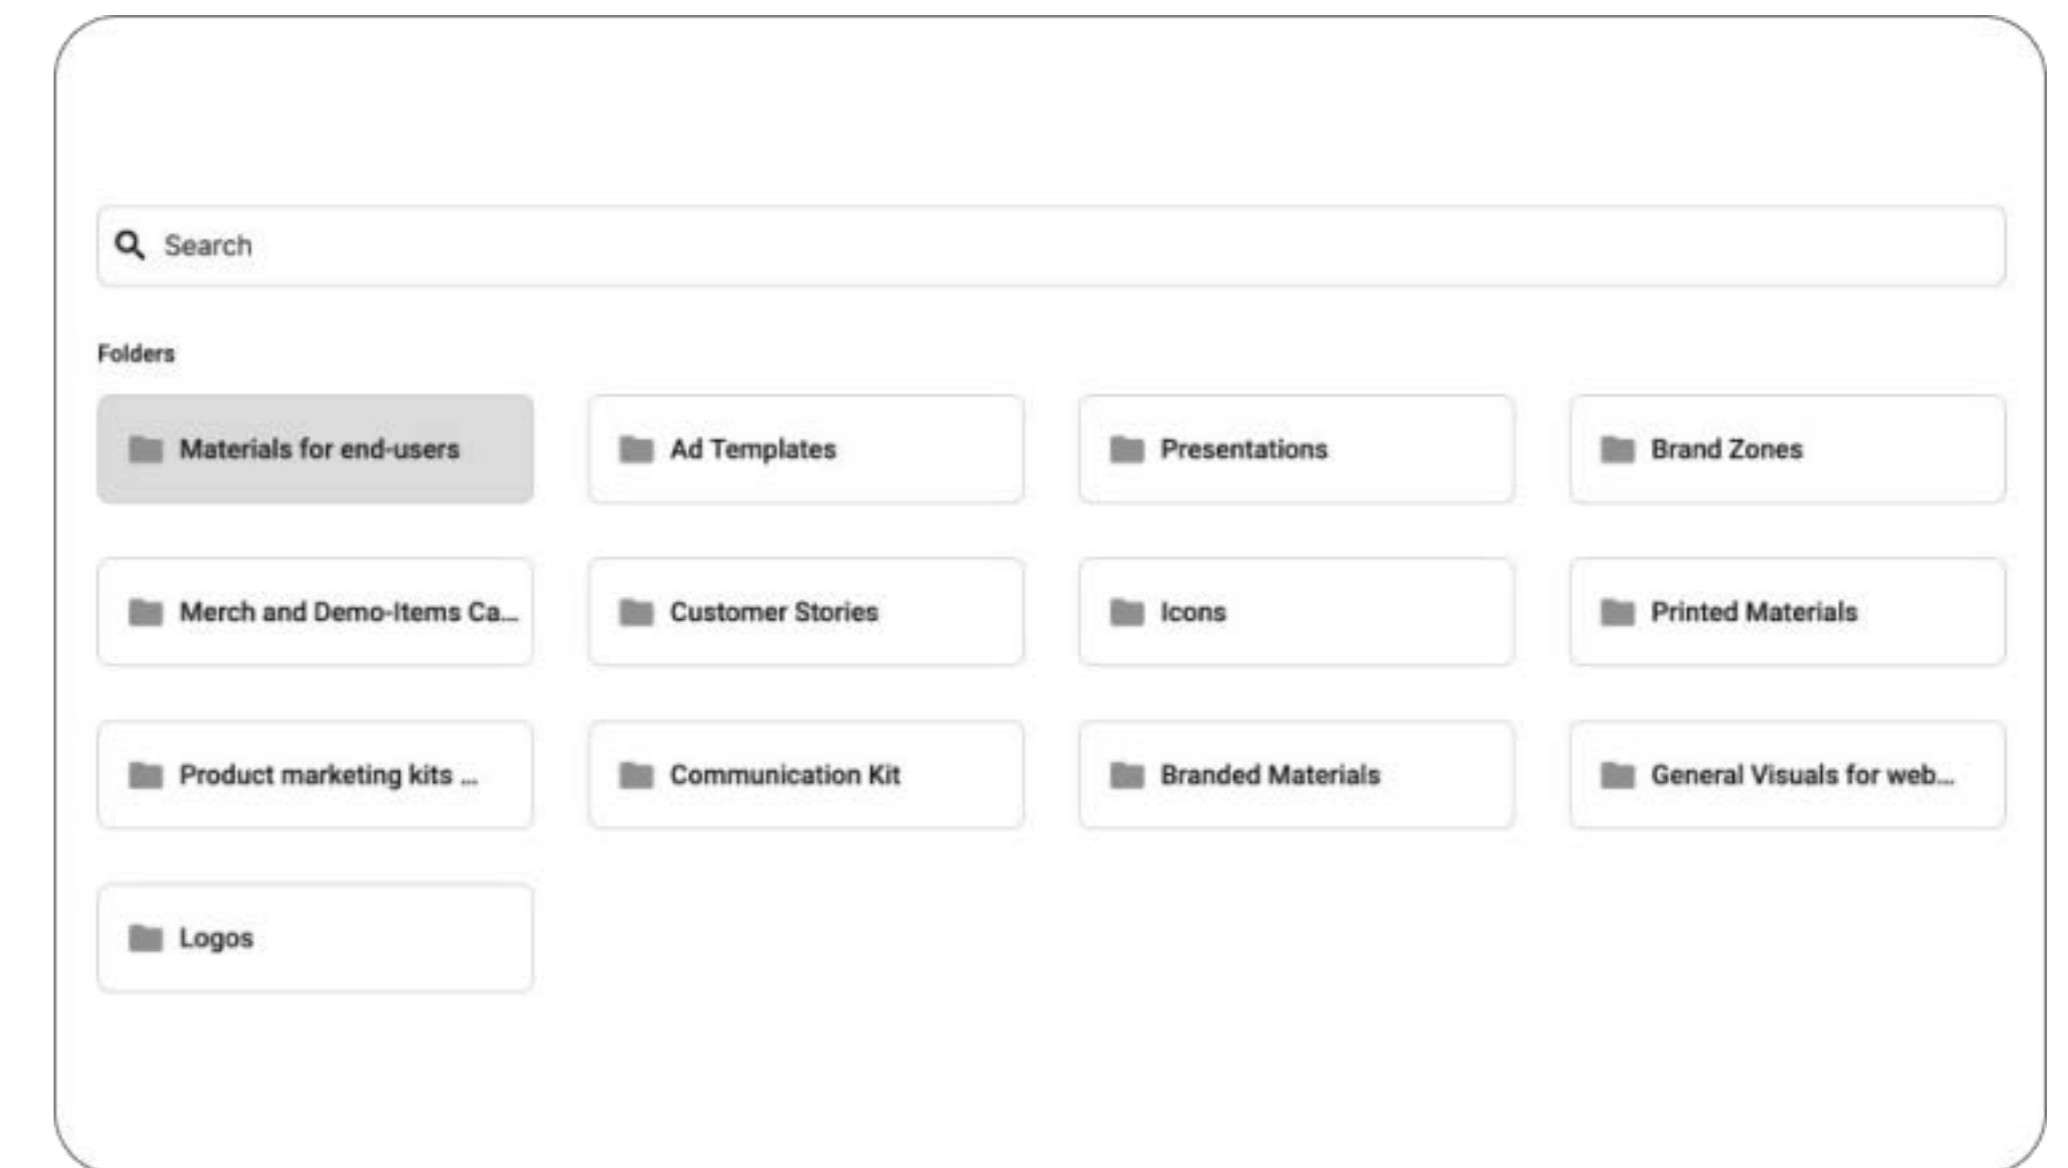 Search
Folders
Materials for end-users
Ad Templates
Presentations
Brand Zones
Merch and Demo-Items Ca...
Customer Stories
Icons
Printed Materials
Product marketing kits ...
Communication Kit
Branded Materials
General Visuals for web...
Logos